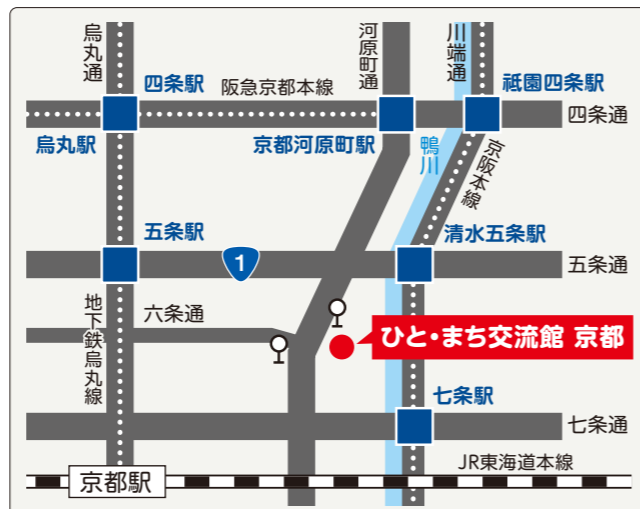 烏丸通
河原町通
川端通
四条駅
阪急京都本線
祇園四条駅
烏丸駅
京都河原町駅
鴨川
京阪本線
四条通
五条駅
1
清水五条駅
五条通
地下鉄烏丸線
六条通
ひと・まち交流館 京都
七条駅
七条通
JR東海道本線
京都駅